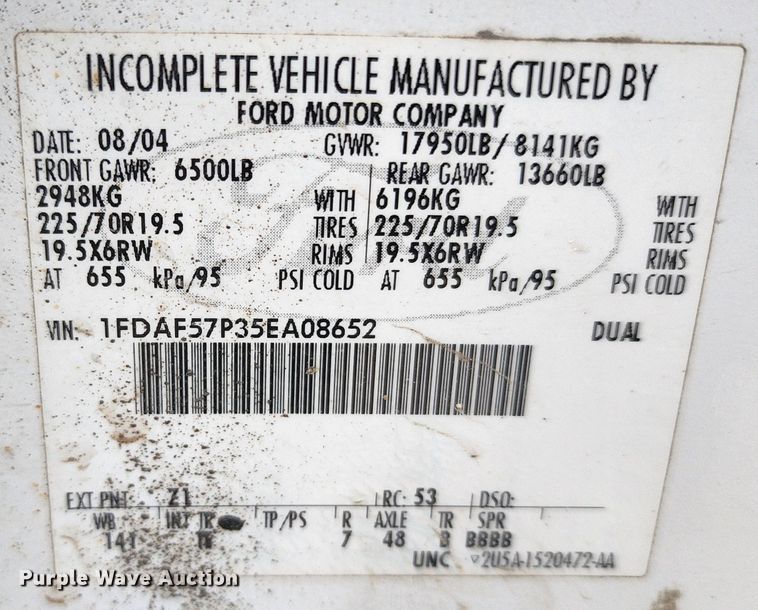 INCOMPLETE VEHICLE MANUFACTURED BY
FORD MOTOR COMPANY
DATE: 08/04 GVWR: 17950LB/ 8141KG
FRONT GAWR: 6500LB REAR GAWR: 13660LB
2948KG WITH 6196KG WITH
225/70R19.5 TIRES 225/70R19.5 TIRES
19.5X6RW RIMS 19.5X6RW RIMS
AT 655 kPa/95 PSI COLD AT 655 kPa/95 PSI COLD
VIN: 1FDAF57P35EA08652 DUAL
EXT PNT: Z1 RC: 53 DSO:
WB INT TR TP/PS R AXLE TR SPR
141 7 48 B BBBB
UNC 2U5A-1520472-AA
Purple Wave Auction